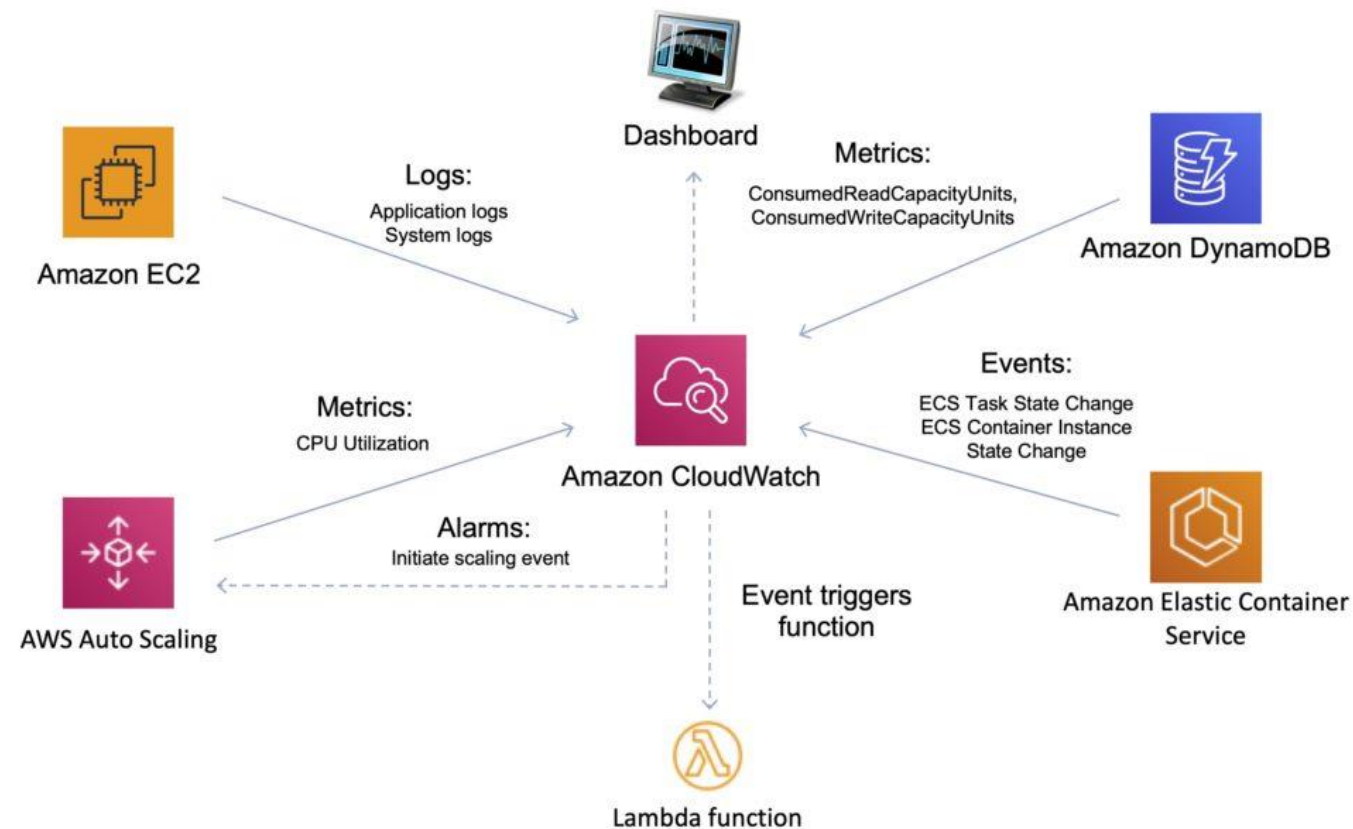 Dashboard
Metrics:
ConsumedReadCapacityUnits,
ConsumedWriteCapacityUnits
Logs:
Application logs
System logs
Amazon EC2
Amazon DynamoDB
Events:
ECS Task State Change
ECS Container Instance
State Change
Metrics:
CPU Utilization
Amazon CloudWatch
Alarms:
Initiate scaling event
AWS Auto Scaling
Event triggers
function
Amazon Elastic Container
Service
Lambda function